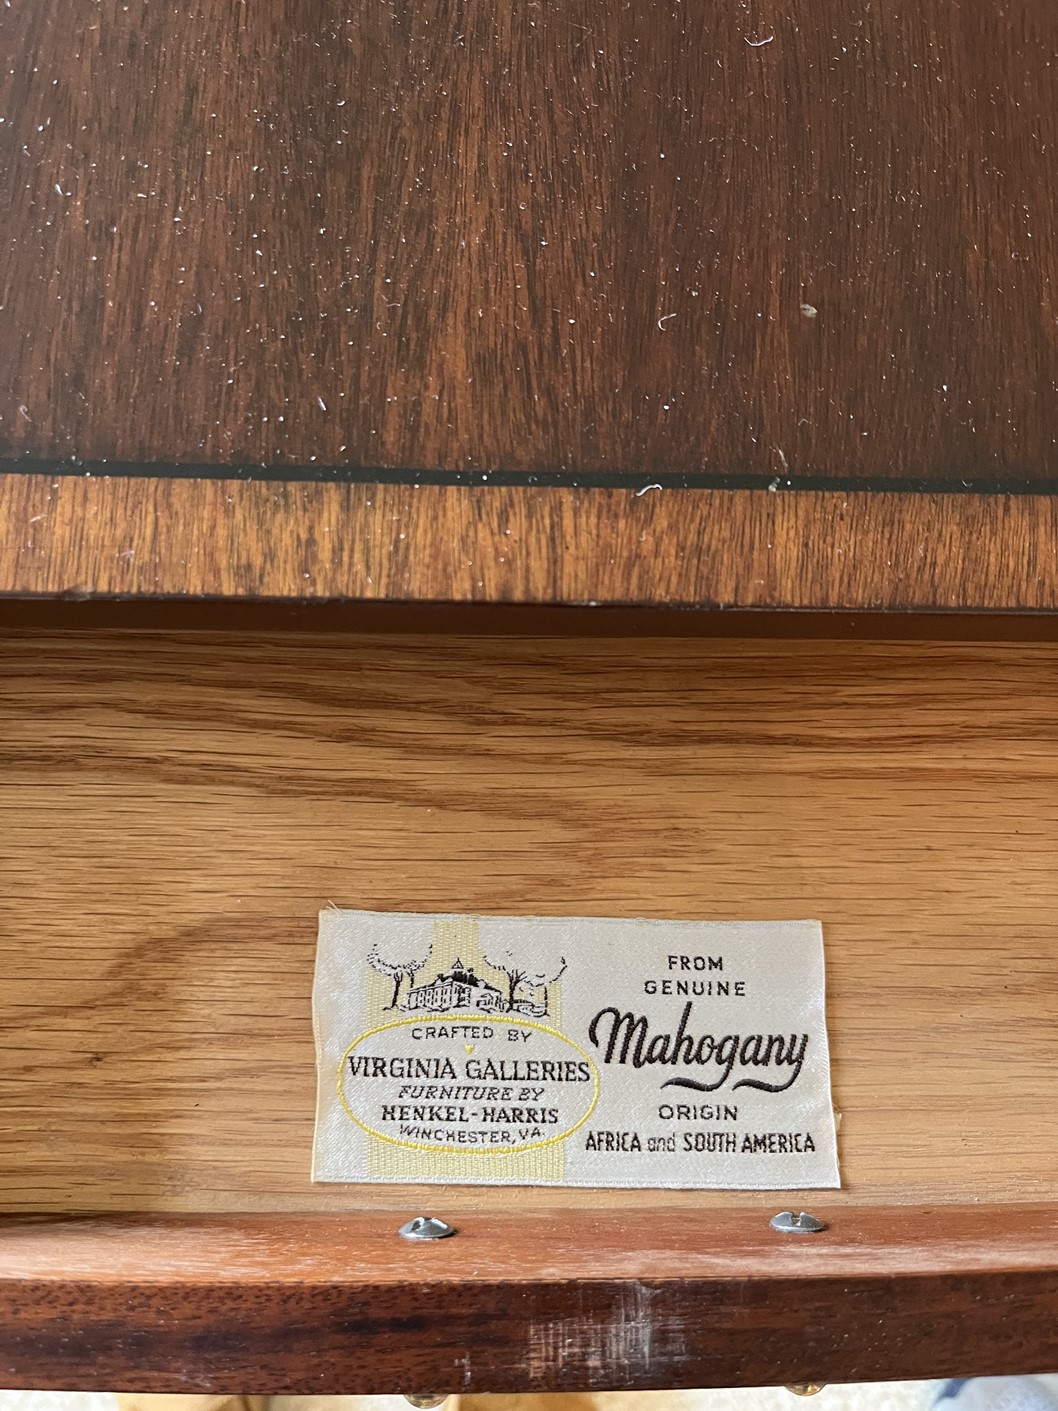 CRAFTED BY
VIRGINIA GALLERIES
FURNITURE BY
HENKEL-HARRIS
WINCHESTER, VA.
FROM
GENUINE
Mahogany
ORIGIN
AFRICA and SOUTH AMERICA